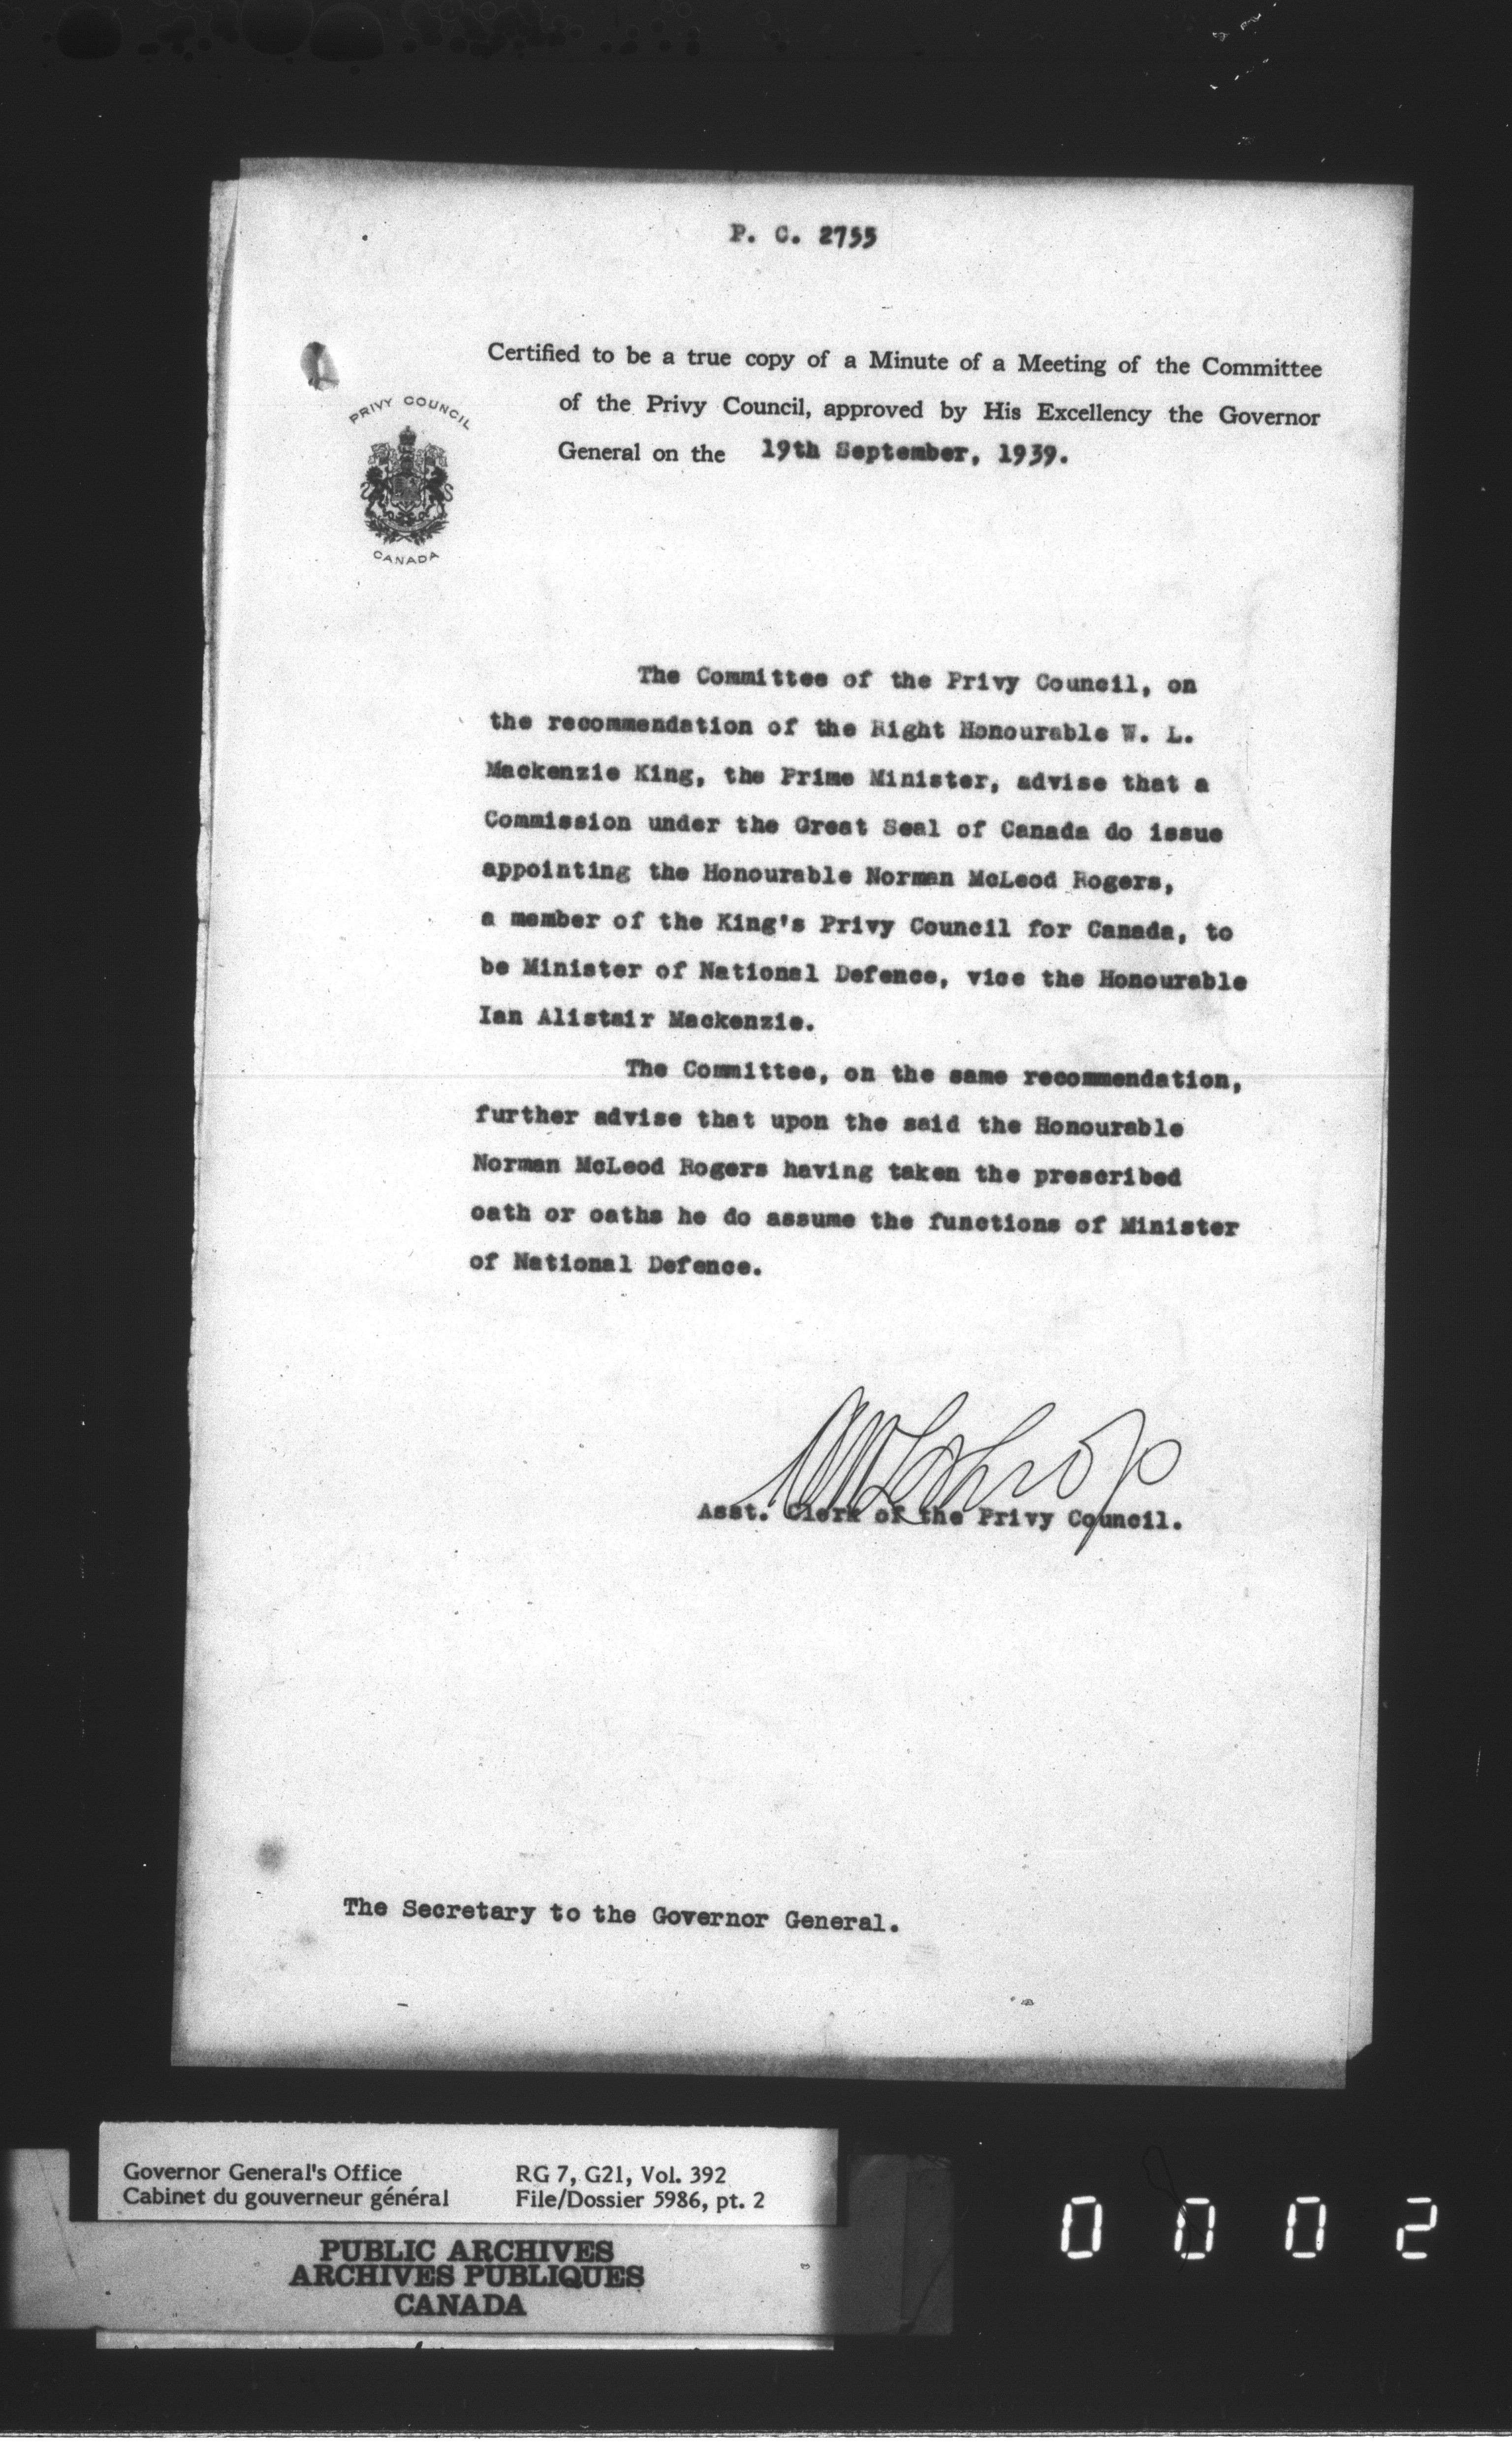 P. C. 2755
Certified to be a true copy of a Minute of a Meeting of the Committee
of the Privy Council, approved by His Excellency the Governor
General on the 19th September, 1939.
PRIVY COUNCIL
CANADA
The Committee of the Privy Council, on
the recommendation of the Right Honourable W. L.
Mackenzie King, the Prime Minister, advise that a
Commission under the Great Seal of Canada do issue
appointing the Honourable Norman McLeod Rogers,
a member of the King's Privy Council for Canada, to
be Minister of National Defence, vice the Honourable
Ian Alistair Mackenzie.
The Committee, on the same recommendation,
further advise that upon the said the Honourable
Norman McLeod Rogers having taken the prescribed
oath or oaths he do assume the functions of Minister
of National Defence.
Asst. Clerk of the Privy Council.
The Secretary to the Governor General.
Governor General's Office RG 7, G21, Vol. 392
Cabinet du gouverneur général File/Dossier 5986, pt. 2
PUBLIC ARCHIVES
ARCHIVES PUBLIQUES
CANADA
0002